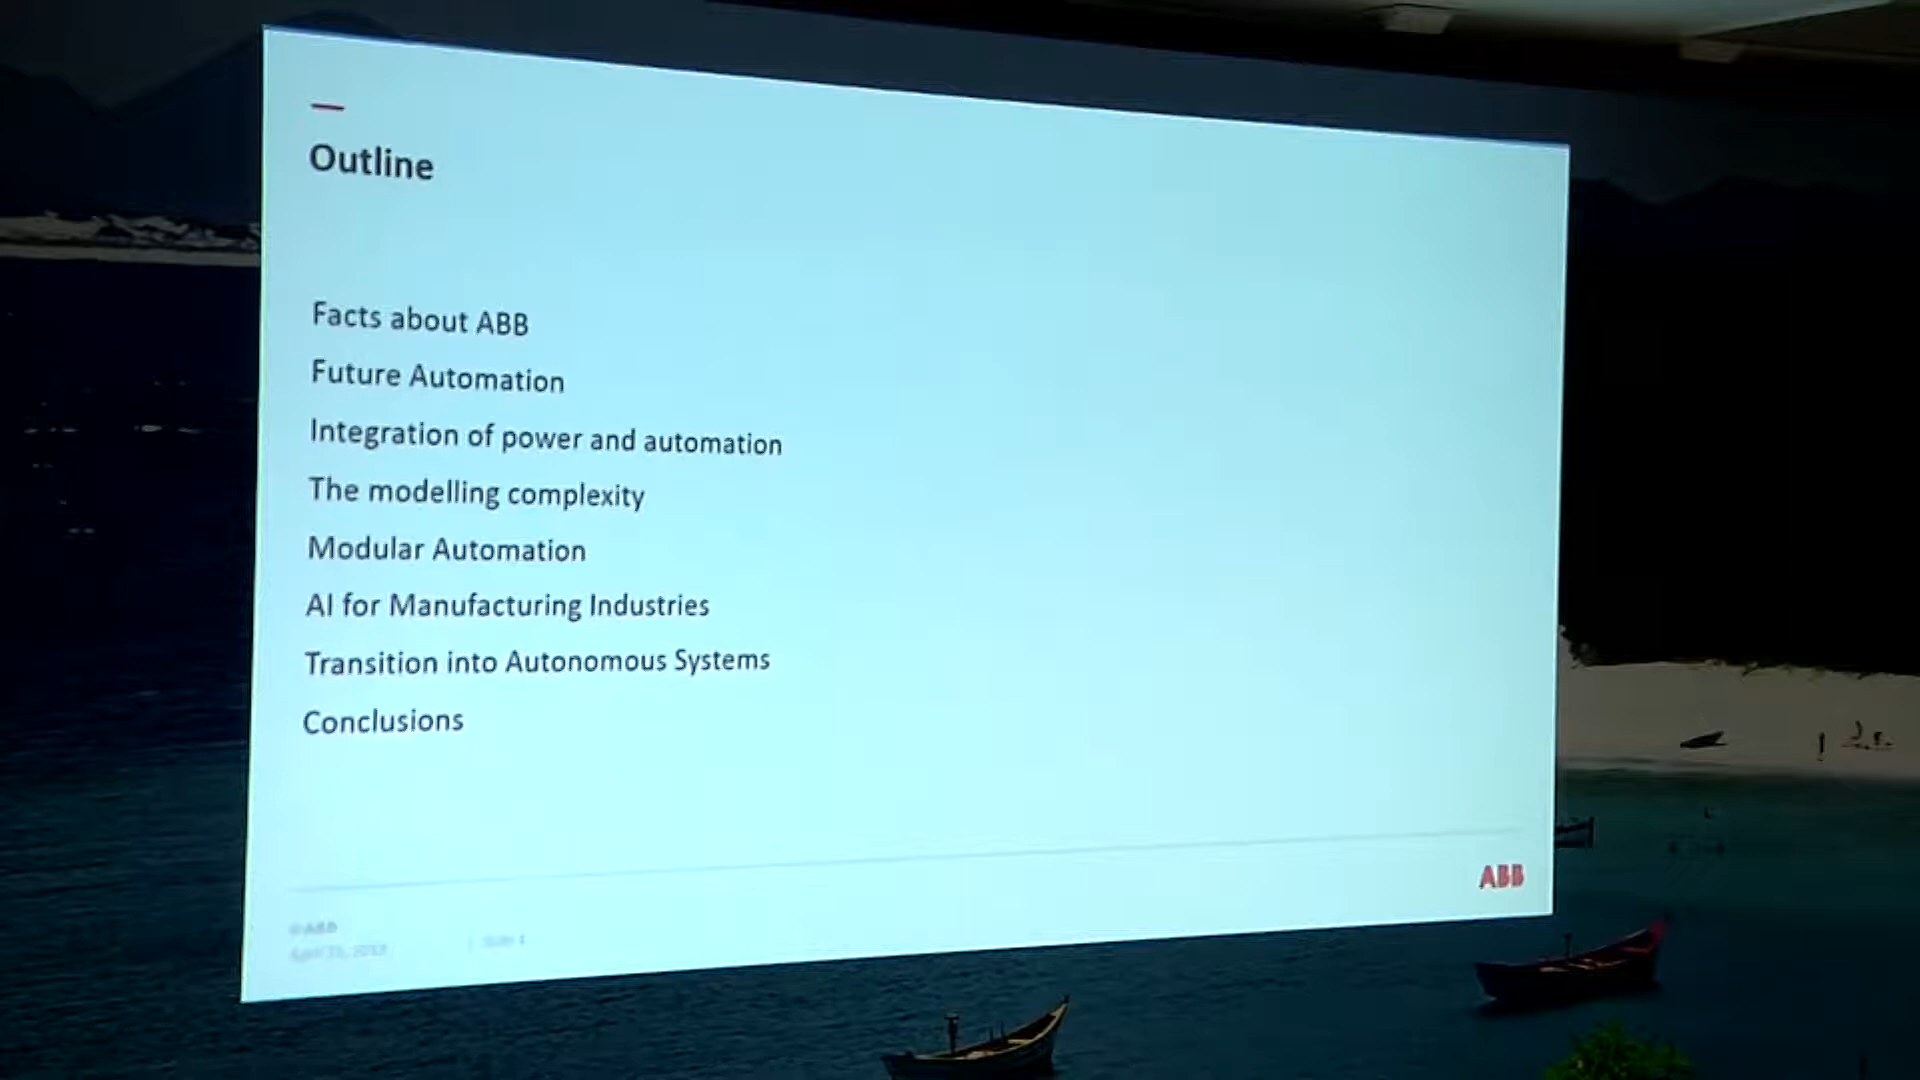 Outline
Facts about ABB
Future Automation
Integration of power and automation
The modelling complexity
Modular Automation
AI for Manufacturing Industries
Transition into Autonomous Systems
Conclusions
ABB
©ABB